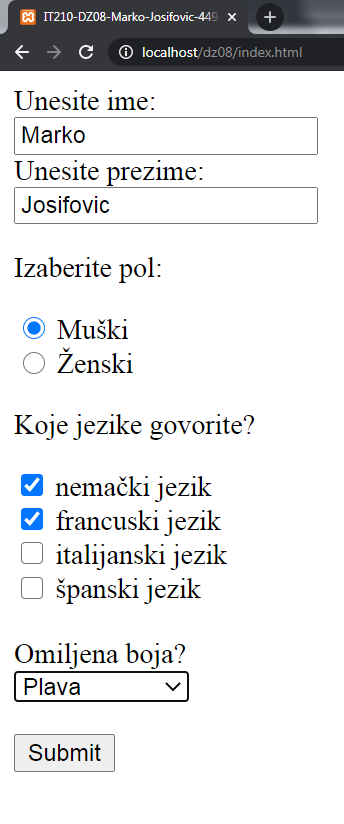 IT210-DZ08-Marko-Josifovic-449
localhost/dz08/index.html
Unesite ime:
Marko
Unesite prezime:
Josifovic
Izaberite pol:
Muški
Ženski
Koje jezike govorite?
nemački jezik
francuski jezik
italijanski jezik
španski jezik
Omiljena boja?
Plava
Submit